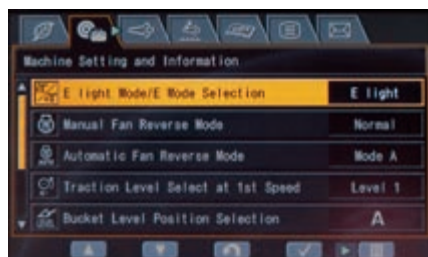 Machine Setting and Information
E light Mode/E Mode Selection E light
Manual Fan Reverse Mode Normal
Automatic Fan Reverse Mode Mode A
Traction Level Select at 1st Speed Level 1
Bucket Level Position Selection A